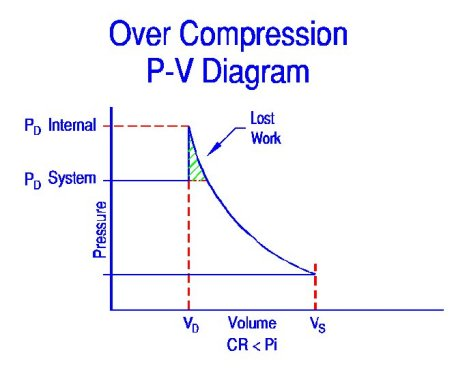 Over Compression
P-V Diagram
P_D Internal
Lost
Work
P_D System
Pressure
V_D
Volume
V_S
CR < Pi